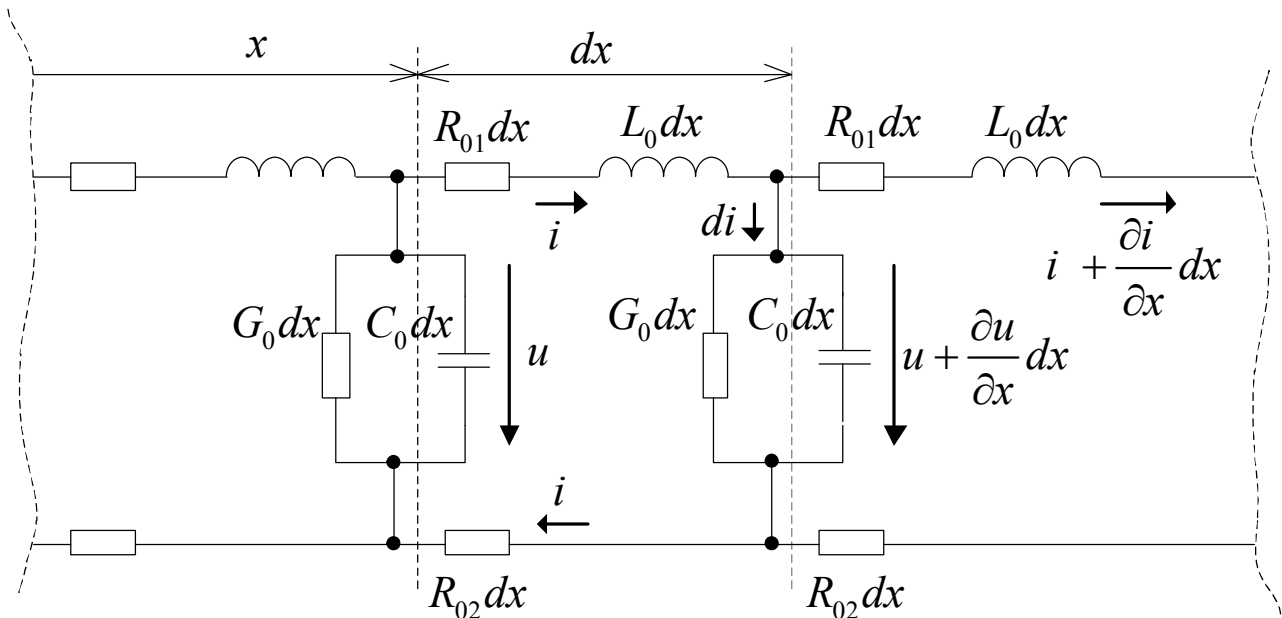 x
dx
R₀₁dx
L₀dx
R₀₁dx
L₀dx
i
di
i + ∂i/∂x dx
G₀dx
C₀dx
u
G₀dx
C₀dx
u + ∂u/∂x dx
i
R₀₂dx
R₀₂dx